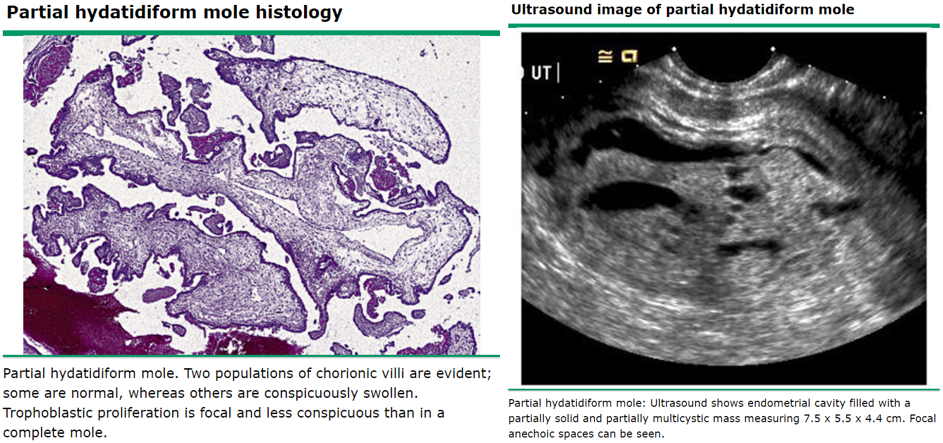 Partial hydatidiform mole histology
Partial hydatidiform mole. Two populations of chorionic villi are evident;
some are normal, whereas others are conspicuously swollen.
Trophoblastic proliferation is focal and less conspicuous than in a
complete mole.
Ultrasound image of partial hydatidiform mole
UT
Partial hydatidiform mole: Ultrasound shows endometrial cavity filled with a
partially solid and partially multicystic mass measuring 7.5 x 5.5 x 4.4 cm. Focal
anechoic spaces can be seen.